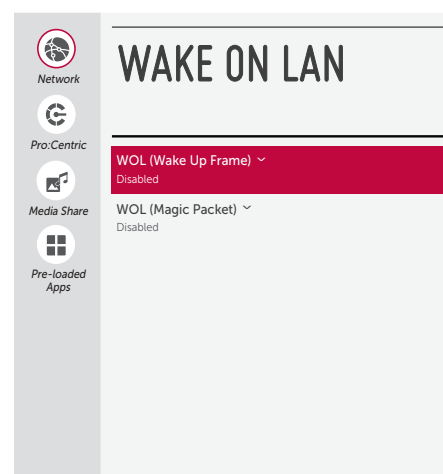 Network
Pro:Centric
Media Share
Pre-loaded
Apps
WAKE ON LAN
WOL (Wake Up Frame)
Disabled
WOL (Magic Packet)
Disabled